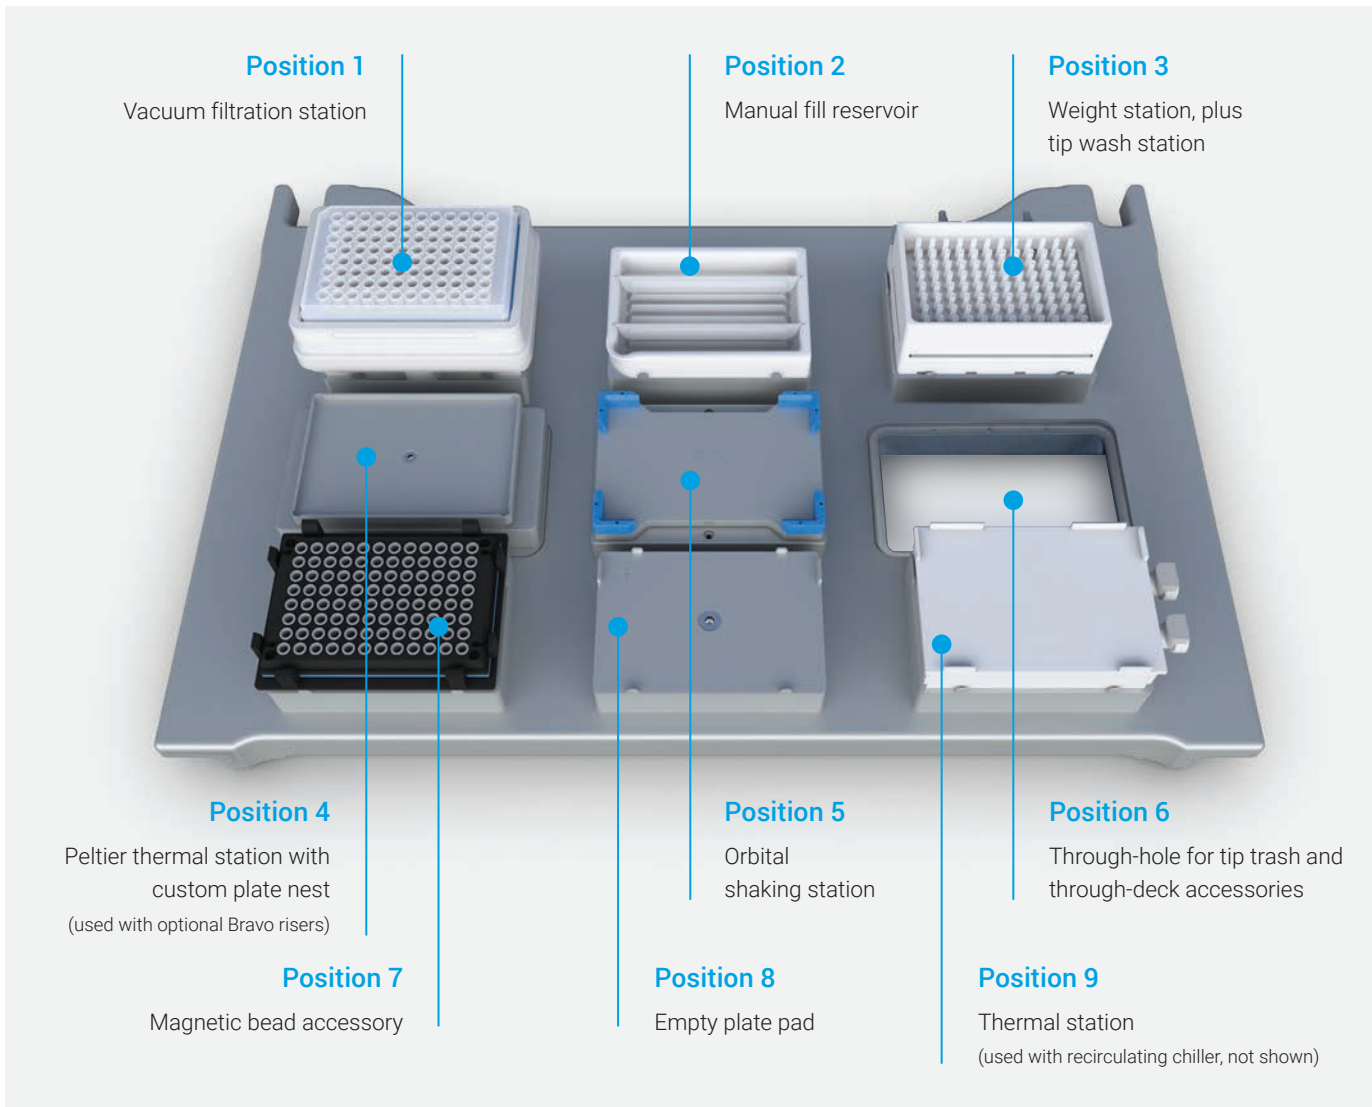 Position 1
Vacuum filtration station
Position 2
Manual fill reservoir
Position 3
Weight station, plus
tip wash station
Position 4
Peltier thermal station with
custom plate nest
(used with optional Bravo risers)
Position 5
Orbital
shaking station
Position 6
Through-hole for tip trash and
through-deck accessories
Position 7
Magnetic bead accessory
Position 8
Empty plate pad
Position 9
Thermal station
(used with recirculating chiller, not shown)